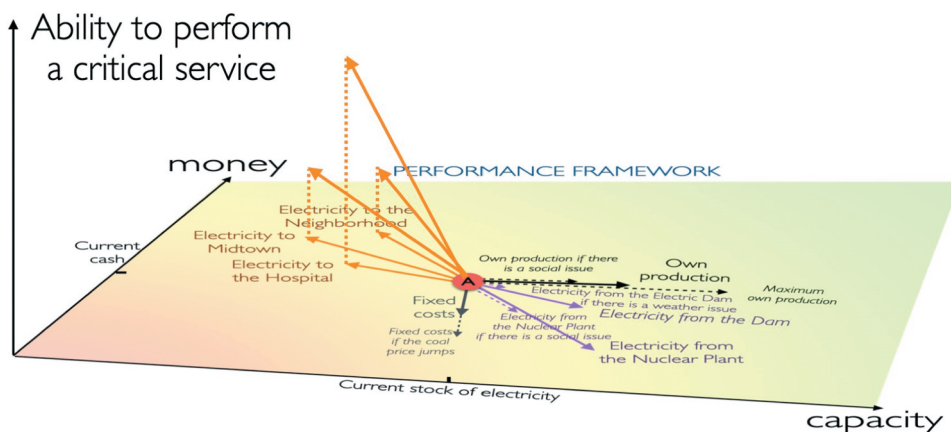 Ability to perform
a critical service
money
PERFORMANCE FRAMEWORK
Electricity to the
Neighborhood
Electricity to
Midtown
Electricity to
the Hospital
Current
cash
A
Own production if there
is a social issue
Own
production
Maximum
own production
Electricity from the Electric Dam
if there is a weather issue
Electricity from the Dam
Fixed
costs
Electricity from
the Nuclear Plant
if there is a social issue
Fixed costs
if the coal
price jumps
Electricity from
the Nuclear Plant
Current stock of electricity
capacity